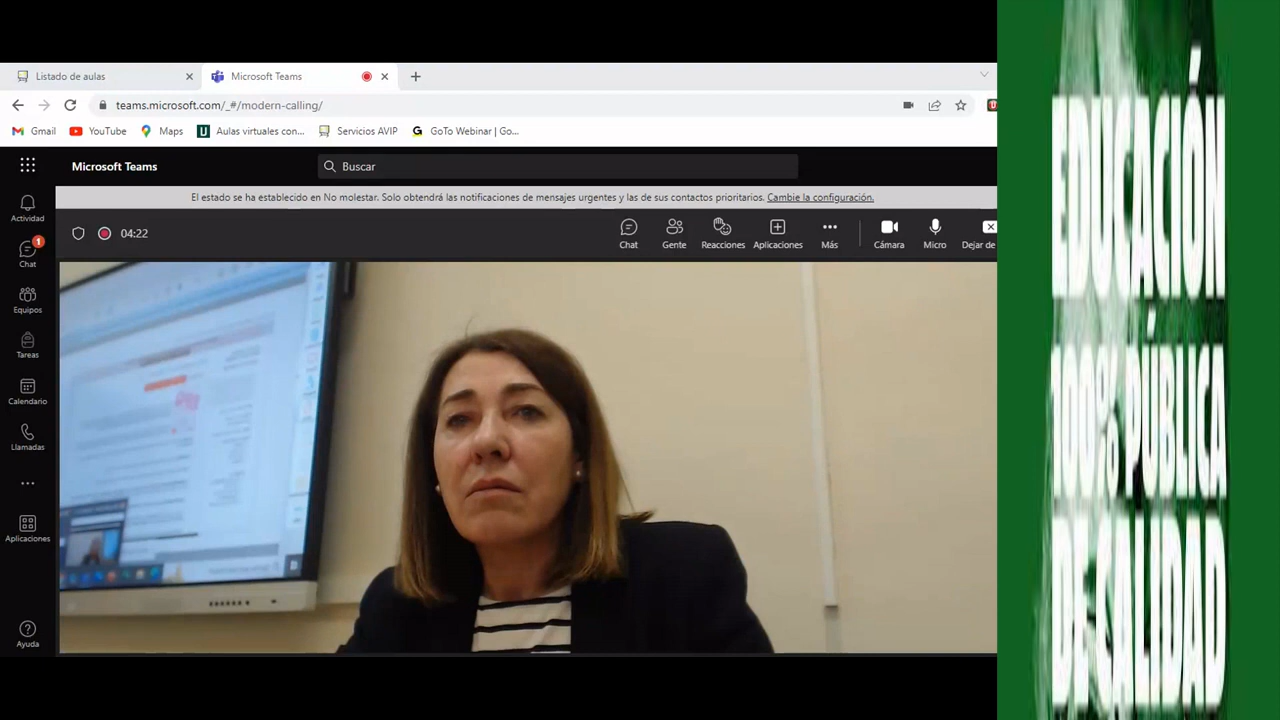 Listado de aulas
Microsoft Teams
teams.microsoft.com/_#/modern-calling/
Gmail
YouTube
Maps
Aulas virtuales con...
Servicios AVIP
GoTo Webinar | Go...
Microsoft Teams
Buscar
El estado se ha establecido en No molestar. Solo obtendrá las notificaciones de mensajes urgentes y las de sus contactos prioritarios. Cambie la configuración.
04:22
Chat
Gente
Reacciones
Aplicaciones
Más
Cámara
Micro
Dejar de
Actividad
1
Chat
Equipos
Tareas
Calendario
Llamadas
Aplicaciones
Ayuda
EDUCACIÓN
100% PÚBLICA
DE CALIDAD